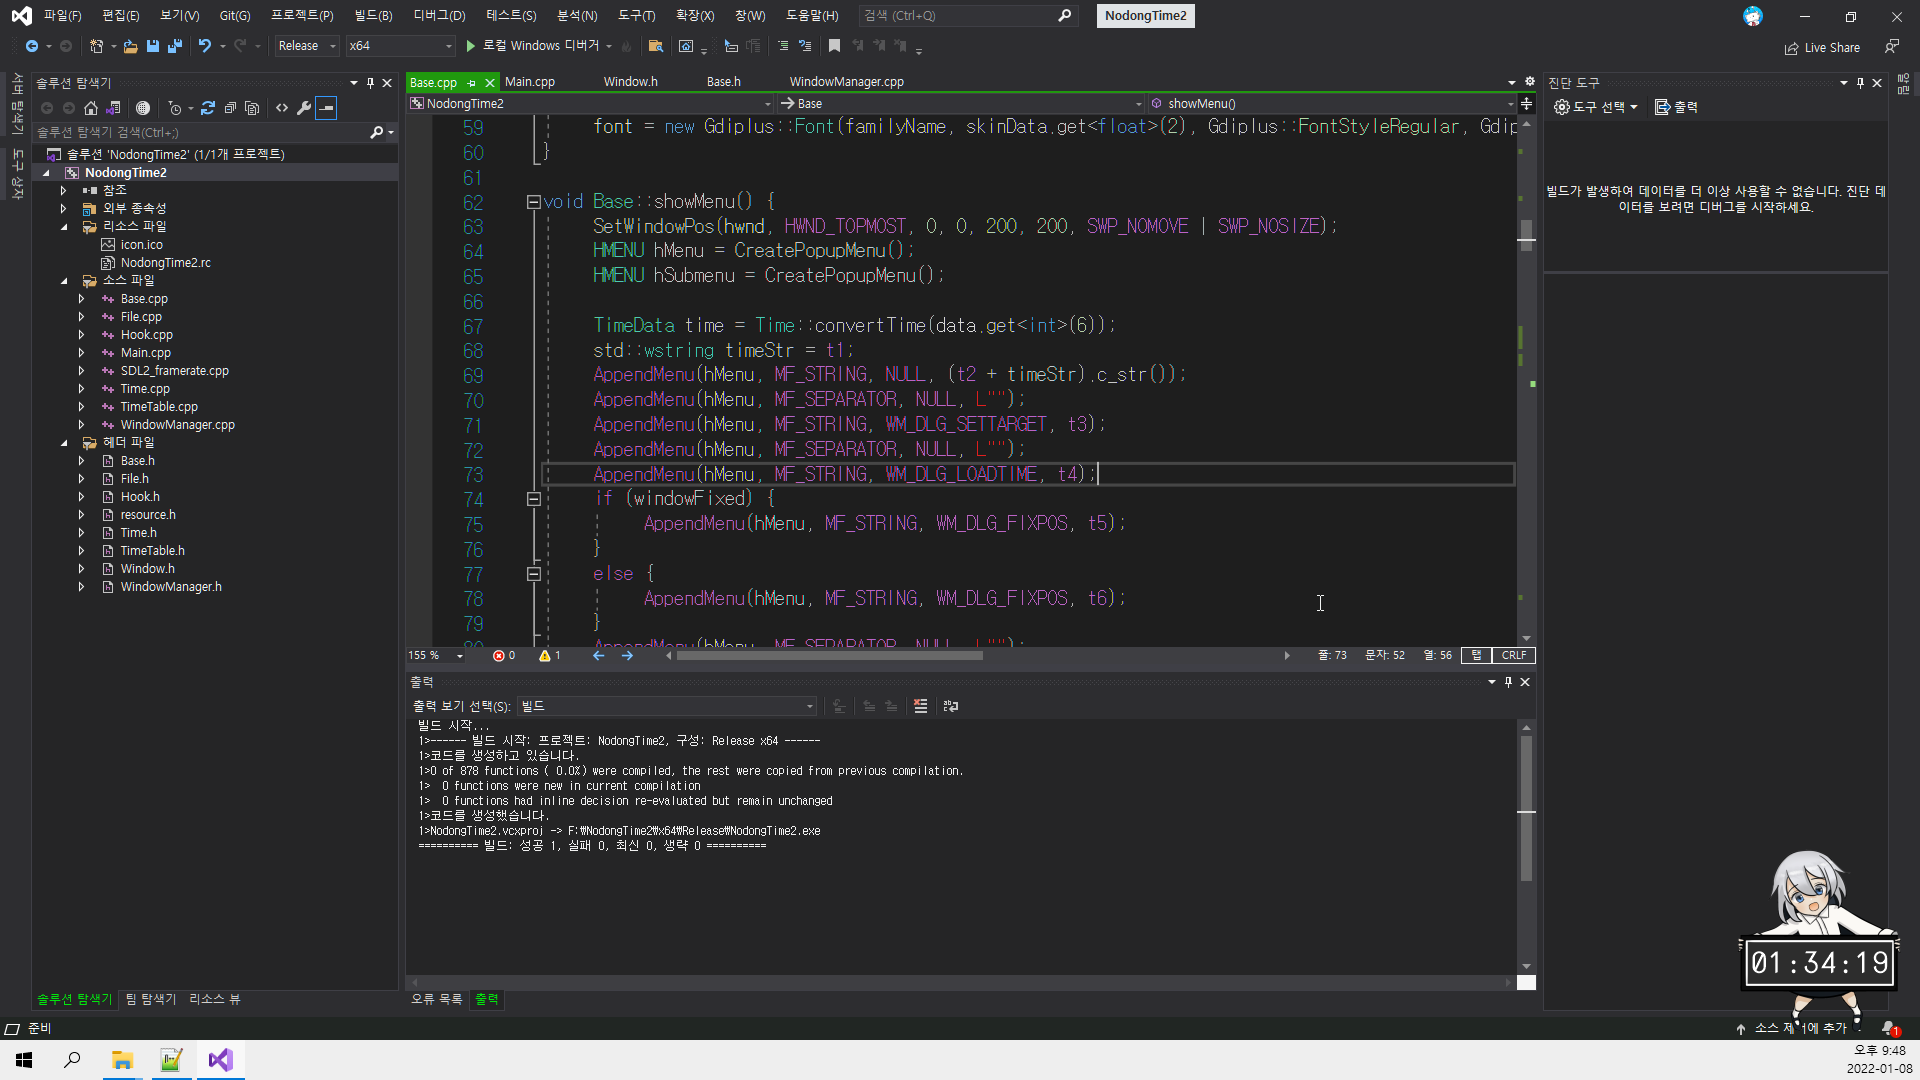 파일(F) 편집(E) 보기(V) Git(G) 프로젝트(P) 빌드(B) 디버그(D) 테스트(S) 분석(N) 도구(T) 확장(X) 창(W) 도움말(H) 검색 (Ctrl+Q) NodongTime2
Release x64 로컬 Windows 디버거 Live Share
서버 탐색기
도구 상자
솔루션 탐색기
솔루션 탐색기 검색(Ctrl+;)
솔루션 'NodongTime2' (1/1개 프로젝트)
NodongTime2
참조
외부 종속성
리소스 파일
icon.ico
NodongTime2.rc
소스 파일
Base.cpp
File.cpp
Hook.cpp
Main.cpp
SDL2_framerate.cpp
Time.cpp
TimeTable.cpp
WindowManager.cpp
헤더 파일
Base.h
File.h
Hook.h
resource.h
Time.h
TimeTable.h
Window.h
WindowManager.h
솔루션 탐색기 팀 탐색기 리소스 뷰
Base.cpp Main.cpp Window.h Base.h WindowManager.cpp
NodongTime2 Base showMenu()
59 font = new Gdiplus::Font(familyName, skinData.get<float>(2), Gdiplus::FontStyleRegular, Gdip
60 }
61
62 void Base::showMenu() {
63 SetWindowPos(hwnd, HWND_TOPMOST, 0, 0, 200, 200, SWP_NOMOVE | SWP_NOSIZE);
64 HMENU hMenu = CreatePopupMenu();
65 HMENU hSubmenu = CreatePopupMenu();
66
67 TimeData time = Time::convertTime(data.get<int>(6));
68 std::wstring timeStr = t1;
69 AppendMenu(hMenu, MF_STRING, NULL, (t2 + timeStr).c_str());
70 AppendMenu(hMenu, MF_SEPARATOR, NULL, L"");
71 AppendMenu(hMenu, MF_STRING, WM_DLG_SETTARGET, t3);
72 AppendMenu(hMenu, MF_SEPARATOR, NULL, L"");
73 AppendMenu(hMenu, MF_STRING, WM_DLG_LOADTIME, t4);
74 if (windowFixed) {
75 AppendMenu(hMenu, MF_STRING, WM_DLG_FIXPOS, t5);
76 }
77 else {
78 AppendMenu(hMenu, MF_STRING, WM_DLG_FIXPOS, t6);
79 }
80 AppendMenu(hMenu, MF_SEPARATOR, NULL, L"");
155 % 0 1 줄: 73 문자: 52 열: 56 탭 CRLF
출력
출력 보기 선택(S): 빌드
빌드 시작...
1>------ 빌드 시작: 프로젝트: NodongTime2, 구성: Release x64 ------
1>코드를 생성하고 있습니다.
1>0 of 878 functions ( 0.0%) were compiled, the rest were copied from previous compilation.
1>  0 functions were new in current compilation
1>  0 functions had inline decision re-evaluated but remain unchanged
1>코드를 생성했습니다.
1>NodongTime2.vcxproj -> F:₩NodongTime2₩x64₩Release₩NodongTime2.exe
========== 빌드: 성공 1, 실패 0, 최신 0, 생략 0 ==========
오류 목록 출력
진단 도구
도구 선택 출력
빌드가 발생하여 데이터를 더 이상 사용할 수 없습니다. 진단 데
이터를 보려면 디버그를 시작하세요.
알림
01:34:19
준비 소스 제어에 추가 1
오후 9:48
2022-01-08